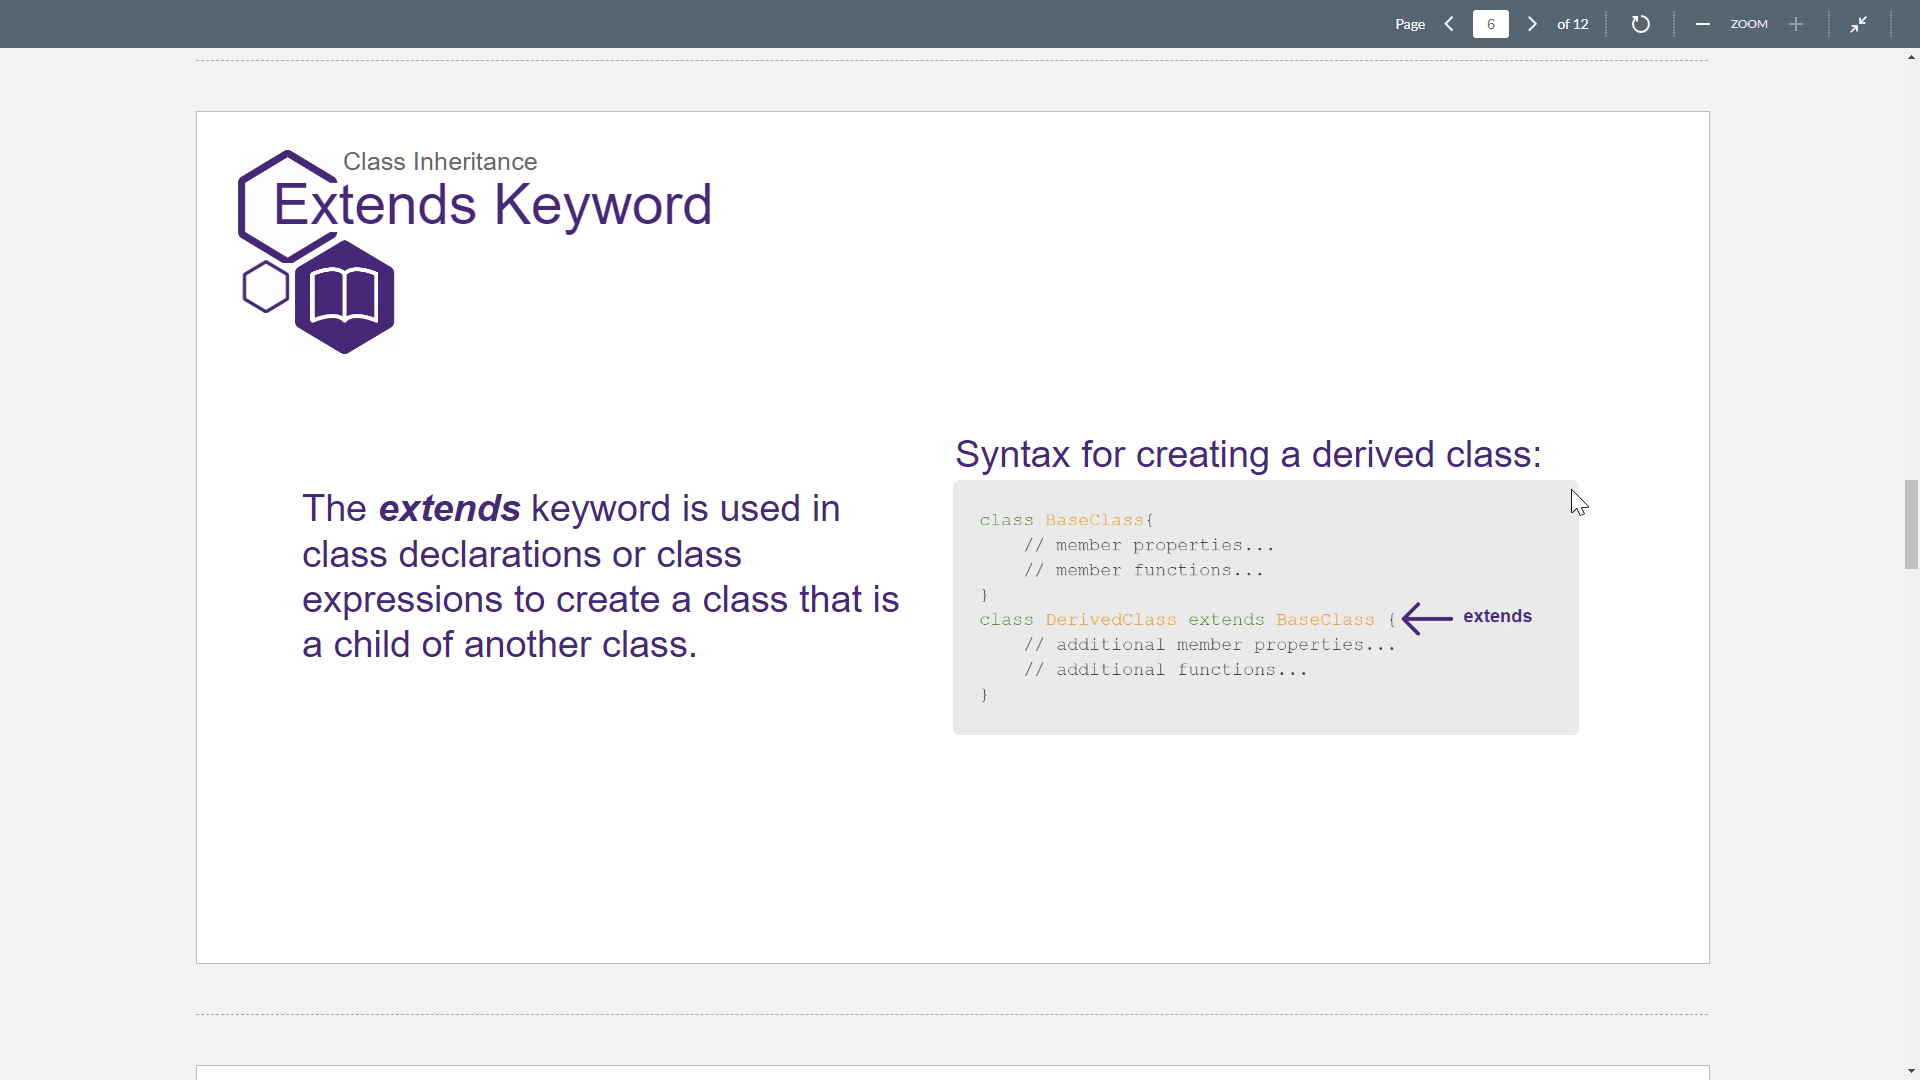 Page 6 of 12 ZOOM
Class Inheritance
Extends Keyword
The extends keyword is used in
class declarations or class
expressions to create a class that is
a child of another class.
Syntax for creating a derived class:
class BaseClass{
    // member properties...
    // member functions...
}
class DerivedClass extends BaseClass { extends
    // additional member properties...
    // additional functions...
}